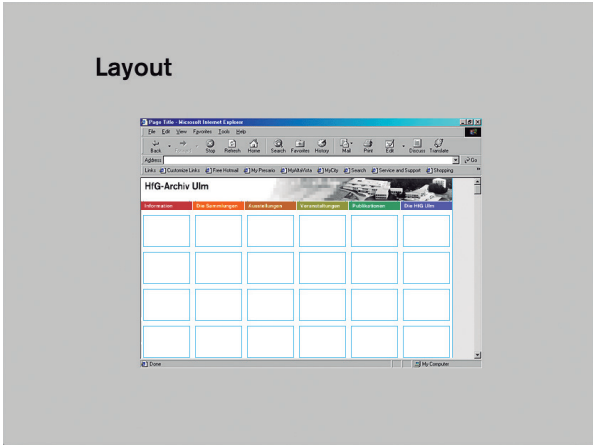 Layout
Page Title - Microsoft Internet Explorer
File Edit View Favorites Tools Help
Back Forward Stop Refresh Home Search Favorites History Mail Print Edit Discuss Translate
Address Go
Links Customize Links Free Hotmail My Presario MyAltaVista MyCity Search Service and Support Shopping
HfG-Archiv Ulm
Information Die Sammlungen Ausstellungen Veranstaltungen Publikationen Die HfG Ulm
Done My Computer